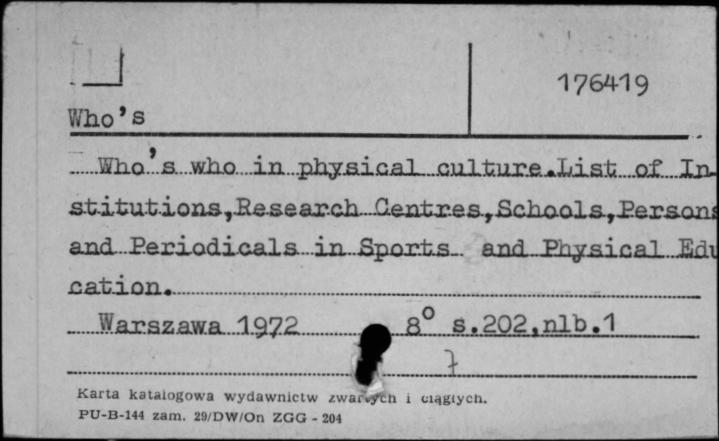 176419
Who's
Who's who in physical culture.List of In-
stitutions,Research Centres,Schools,Persons
and Periodicals in Sports and Physical Edu
cation.
Warszawa 1972 8° s.202,nlb.1
Karta katalogowa wydawnictw zwartych i ciągłych.
PU-B-144 zam. 29/DW/On ZGG - 204